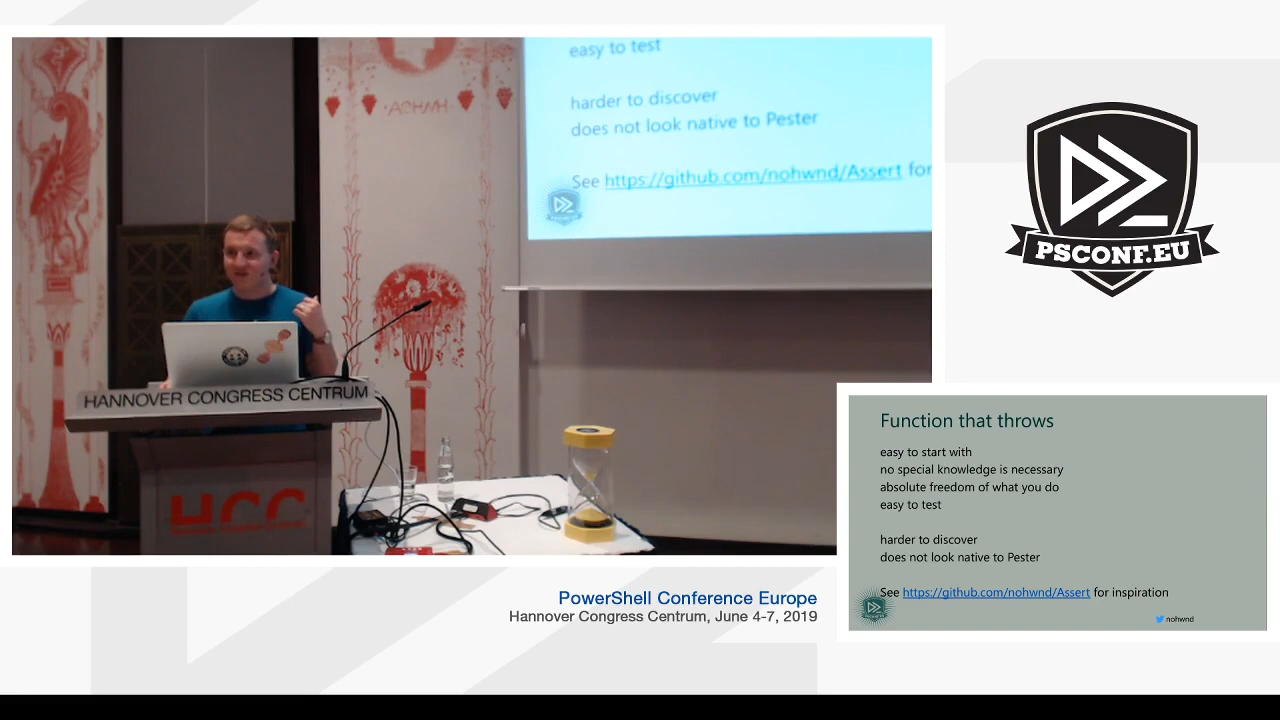 easy to test
harder to discover
does not look native to Pester
See https://github.com/nohwnd/Assert for
HANNOVER CONGRESS CENTRUM
HCC
PSCONF.EU
Function that throws
easy to start with
no special knowledge is necessary
absolute freedom of what you do
easy to test
harder to discover
does not look native to Pester
See https://github.com/nohwnd/Assert for inspiration
nohwnd
PowerShell Conference Europe
Hannover Congress Centrum, June 4-7, 2019